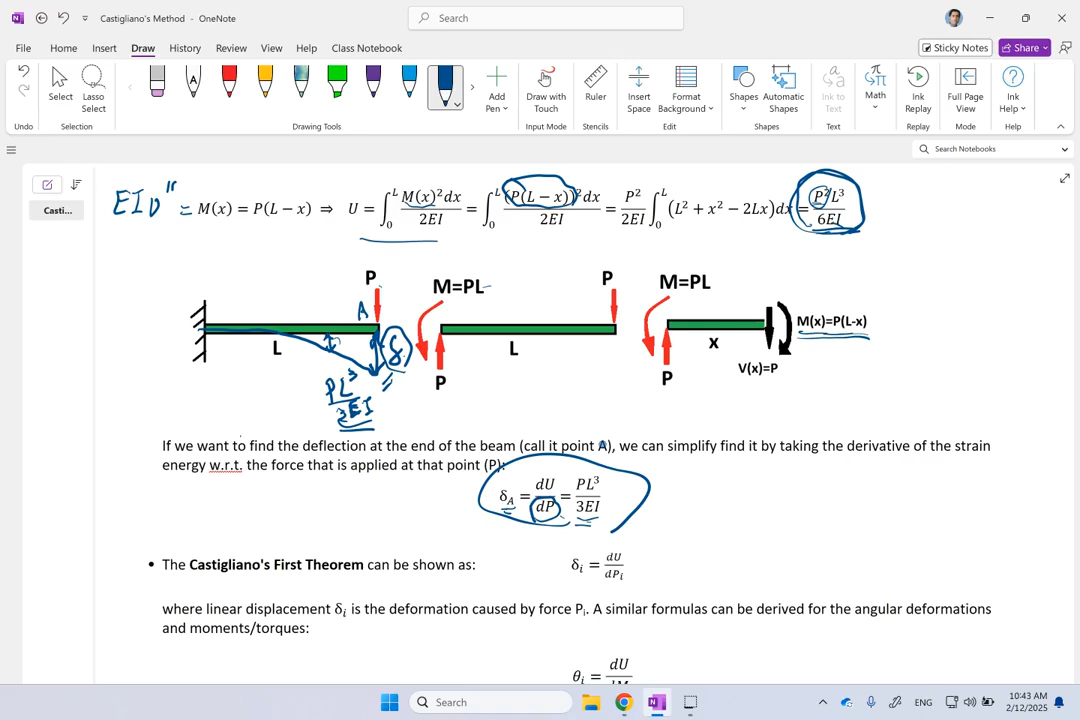 Castigliano's Method - OneNote
Search
File Home Insert Draw History Review View Help Class Notebook
Sticky Notes Share
Select
Lasso Select
Add Pen
Draw with Touch
Ruler
Insert Space
Format Background
Shapes
Automatic Shapes
Ink to Text
Math
Ink Replay
Full Page View
Ink Help
Undo Selection Drawing Tools Input Mode Stencils Edit Shapes Text Replay Mode Help
Search Notebooks
Casti...
EIv'' = M(x) = P(L − x) ⇒ U = ∫₀ᴸ M(x)²dx / 2EI = ∫₀ᴸ (P(L − x))²dx / 2EI = P² / 2EI ∫₀ᴸ (L² + x² − 2Lx)dx = P²L³ / 6EI
P M=PL P M=PL
A
M(x)=P(L-x)
L δ L x
P P V(x)=P
PL³ / 3EI
If we want to find the deflection at the end of the beam (call it point A), we can simplify find it by taking the derivative of the strain
energy w.r.t. the force that is applied at that point (P):
δA = dU / dP = PL³ / 3EI
• The Castigliano's First Theorem can be shown as: δᵢ = dU / dPᵢ
where linear displacement δᵢ is the deformation caused by force Pᵢ. A similar formulas can be derived for the angular deformations
and moments/torques:
θᵢ = dU
Search
ENG
10:43 AM
2/12/2025